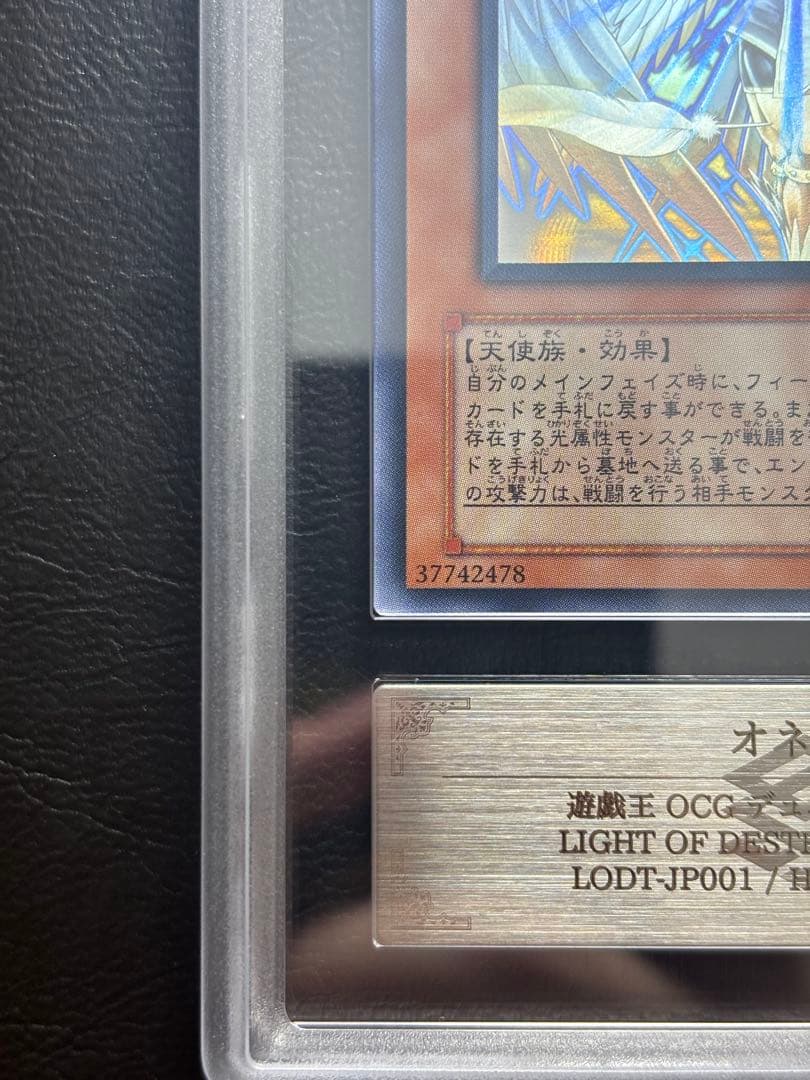 【天使族・効果】
自分のメインフェイズ時に、フィー
カードを手札に戻す事ができる。ま
存在する光属性モンスターが戦闘を
ドを手札から墓地へ送る事で、エン
の攻撃力は、戦闘を行う相手モンスタ
37742478
オネ
遊戯王 OCG デュエ
LIGHT OF DESTR
LODT-JP001 / H